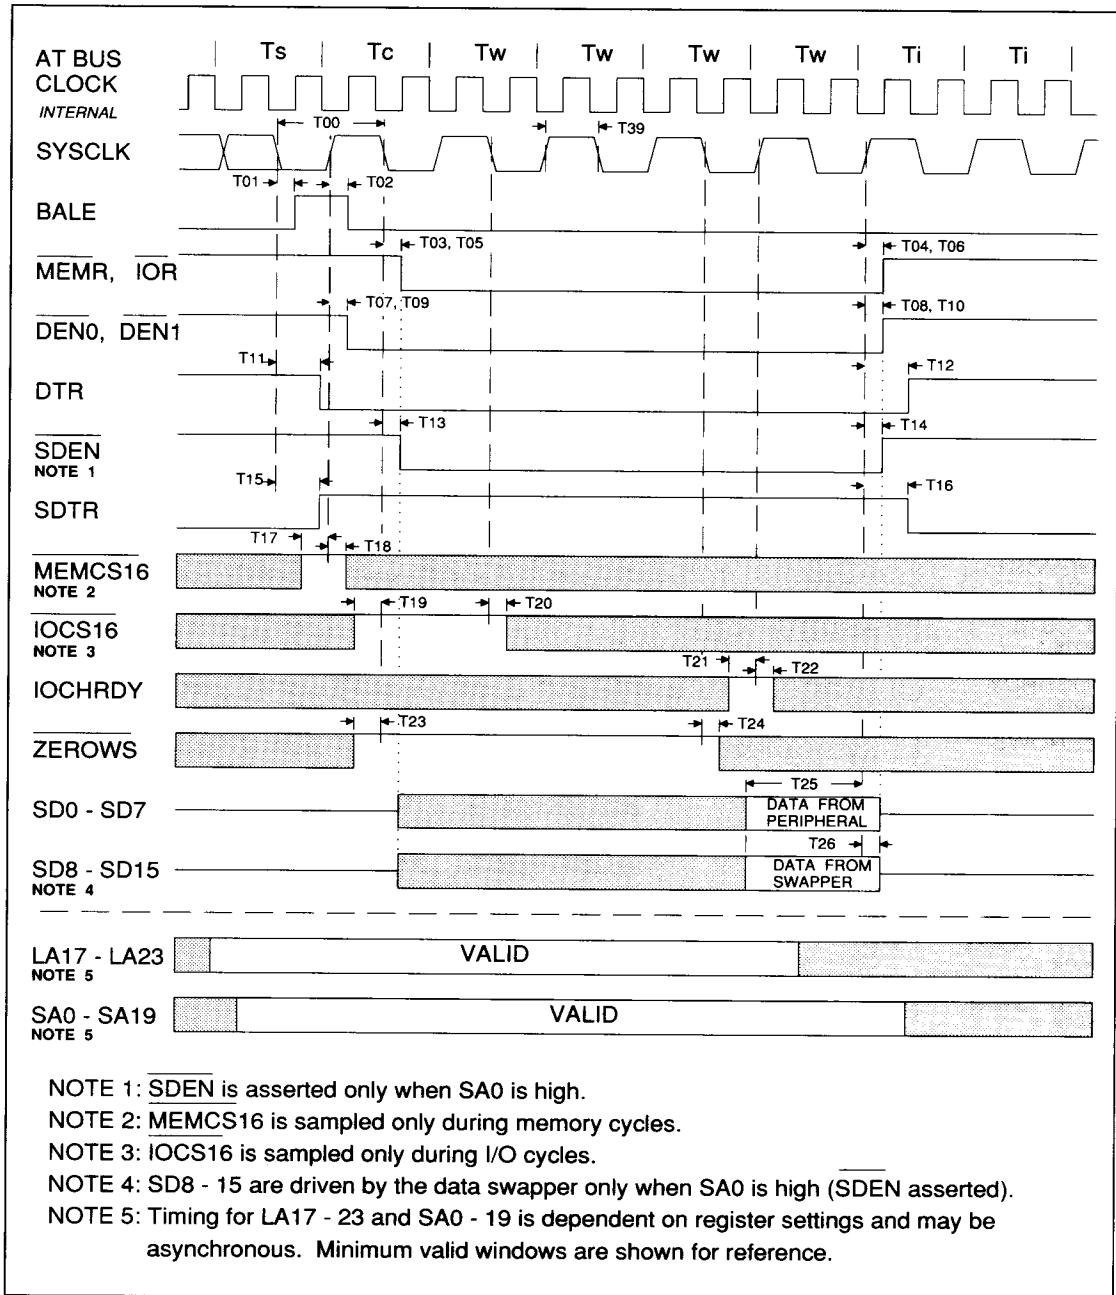 AT BUS
CLOCK
INTERNAL
Ts Tc Tw Tw Tw Tw Ti Ti
T00
SYSCLK
T39
T01
T02
BALE
T03, T05
T04, T06
MEMR, IOR
T07, T09
T08, T10
DEN0, DEN1
T11
T12
DTR
T13
T14
SDEN
NOTE 1
T15
T16
SDTR
T17
T18
MEMCS16
NOTE 2
T19
T20
IOCS16
NOTE 3
T21
T22
IOCHRDY
T23
T24
ZEROWS
T25
SD0 - SD7
DATA FROM
PERIPHERAL
T26
SD8 - SD15
NOTE 4
DATA FROM
SWAPPER
LA17 - LA23
NOTE 5
VALID
SA0 - SA19
NOTE 5
VALID
NOTE 1: SDEN is asserted only when SA0 is high.
NOTE 2: MEMCS16 is sampled only during memory cycles.
NOTE 3: IOCS16 is sampled only during I/O cycles.
NOTE 4: SD8 - 15 are driven by the data swapper only when SA0 is high (SDEN asserted).
NOTE 5: Timing for LA17 - 23 and SA0 - 19 is dependent on register settings and may be
asynchronous. Minimum valid windows are shown for reference.